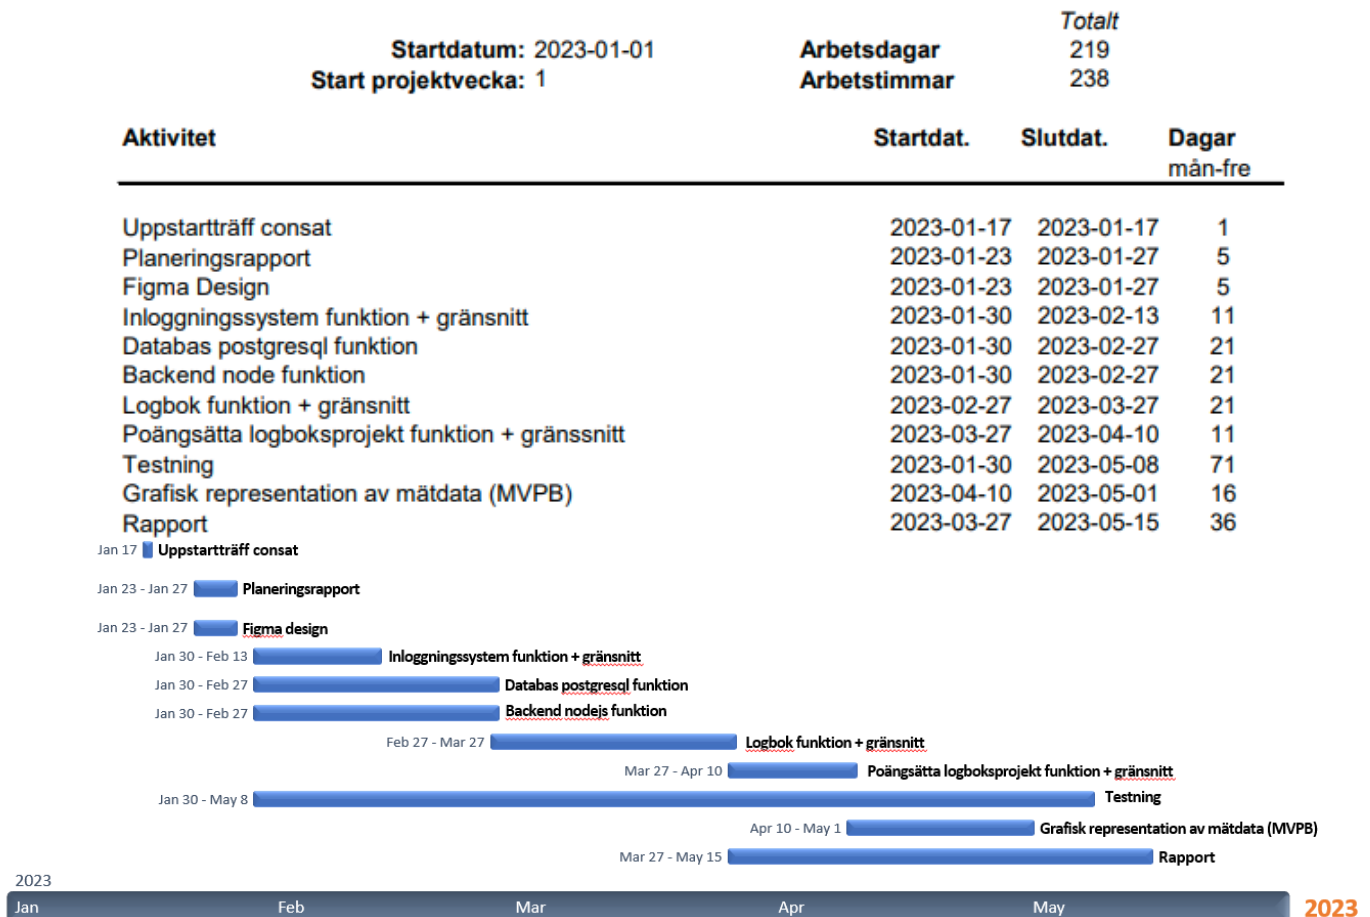 Totalt
Startdatum: 2023-01-01 Arbetsdagar 219
Start projektvecka: 1 Arbetstimmar 238
Aktivitet Startdat. Slutdat. Dagar
mån-fre
Uppstartträff consat 2023-01-17 2023-01-17 1
Planeringsrapport 2023-01-23 2023-01-27 5
Figma Design 2023-01-23 2023-01-27 5
Inloggningssystem funktion + gränsnitt 2023-01-30 2023-02-13 11
Databas postgresql funktion 2023-01-30 2023-02-27 21
Backend node funktion 2023-01-30 2023-02-27 21
Logbok funktion + gränsnitt 2023-02-27 2023-03-27 21
Poängsätta logboksprojekt funktion + gränssnitt 2023-03-27 2023-04-10 11
Testning 2023-01-30 2023-05-08 71
Grafisk representation av mätdata (MVPB) 2023-04-10 2023-05-01 16
Rapport 2023-03-27 2023-05-15 36
Jan 17 Uppstartträff consat
Jan 23 - Jan 27 Planeringsrapport
Jan 23 - Jan 27 Figma design
Jan 30 - Feb 13 Inloggningssystem funktion + gränsnitt
Jan 30 - Feb 27 Databas postgresql funktion
Jan 30 - Feb 27 Backend nodejs funktion
Feb 27 - Mar 27 Logbok funktion + gränsnitt
Mar 27 - Apr 10 Poängsätta logboksprojekt funktion + gränsnitt
Jan 30 - May 8 Testning
Apr 10 - May 1 Grafisk representation av mätdata (MVPB)
Mar 27 - May 15 Rapport
2023
Jan Feb Mar Apr May 2023